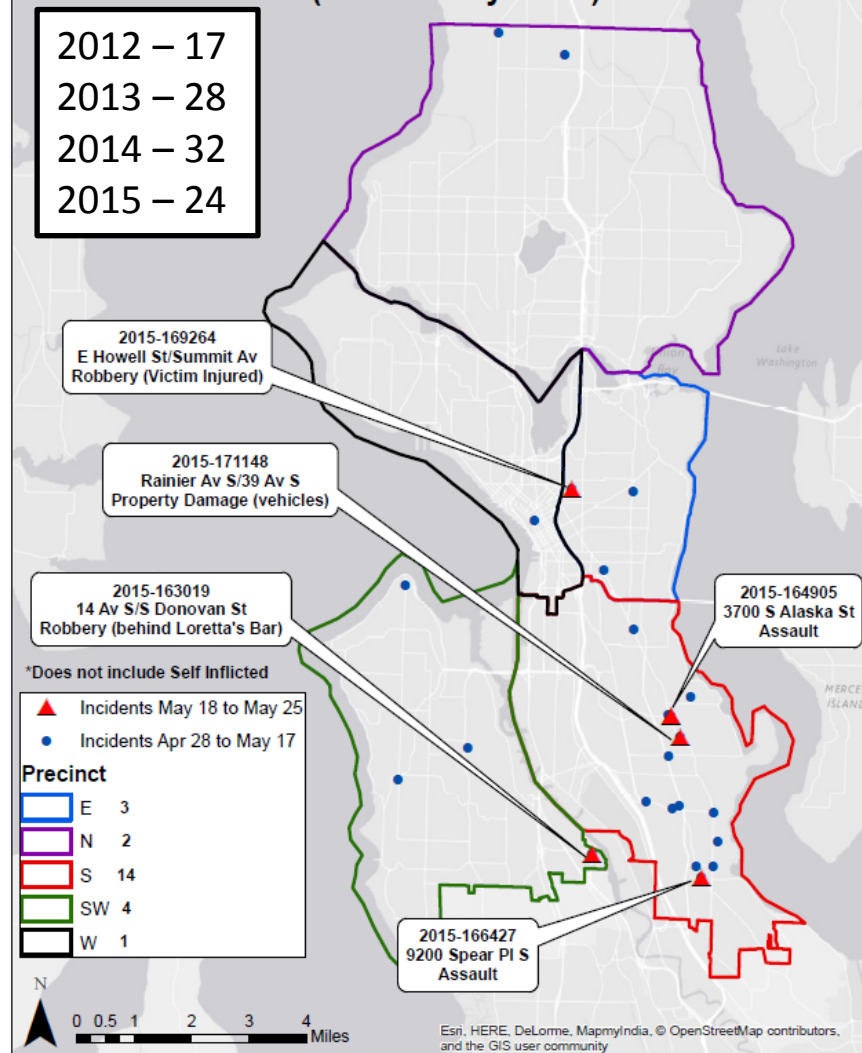 2012 – 17
2013 – 28
2014 – 32
2015 – 24
2015-169264
E Howell St/Summit Av
Robbery (Victim Injured)
Lake
Washington
Bay
2015-171148
Rainier Av S/39 Av S
Property Damage (vehicles)
2015-163019
14 Av S/S Donovan St
Robbery (behind Loretta's Bar)
2015-164905
3700 S Alaska St
Assault
*Does not include Self Inflicted
ISLAND
Incidents May 18 to May 25
Incidents Apr 28 to May 17
Precinct
E 3
N 2
S 14
SW 4
W 1
2015-166427
9200 Spear Pl S
Assault
N
0 0.5 1 2 3 4
Miles
Esri, HERE, DeLorme, MapmyIndia, © OpenStreetMap contributors,
and the GIS user community